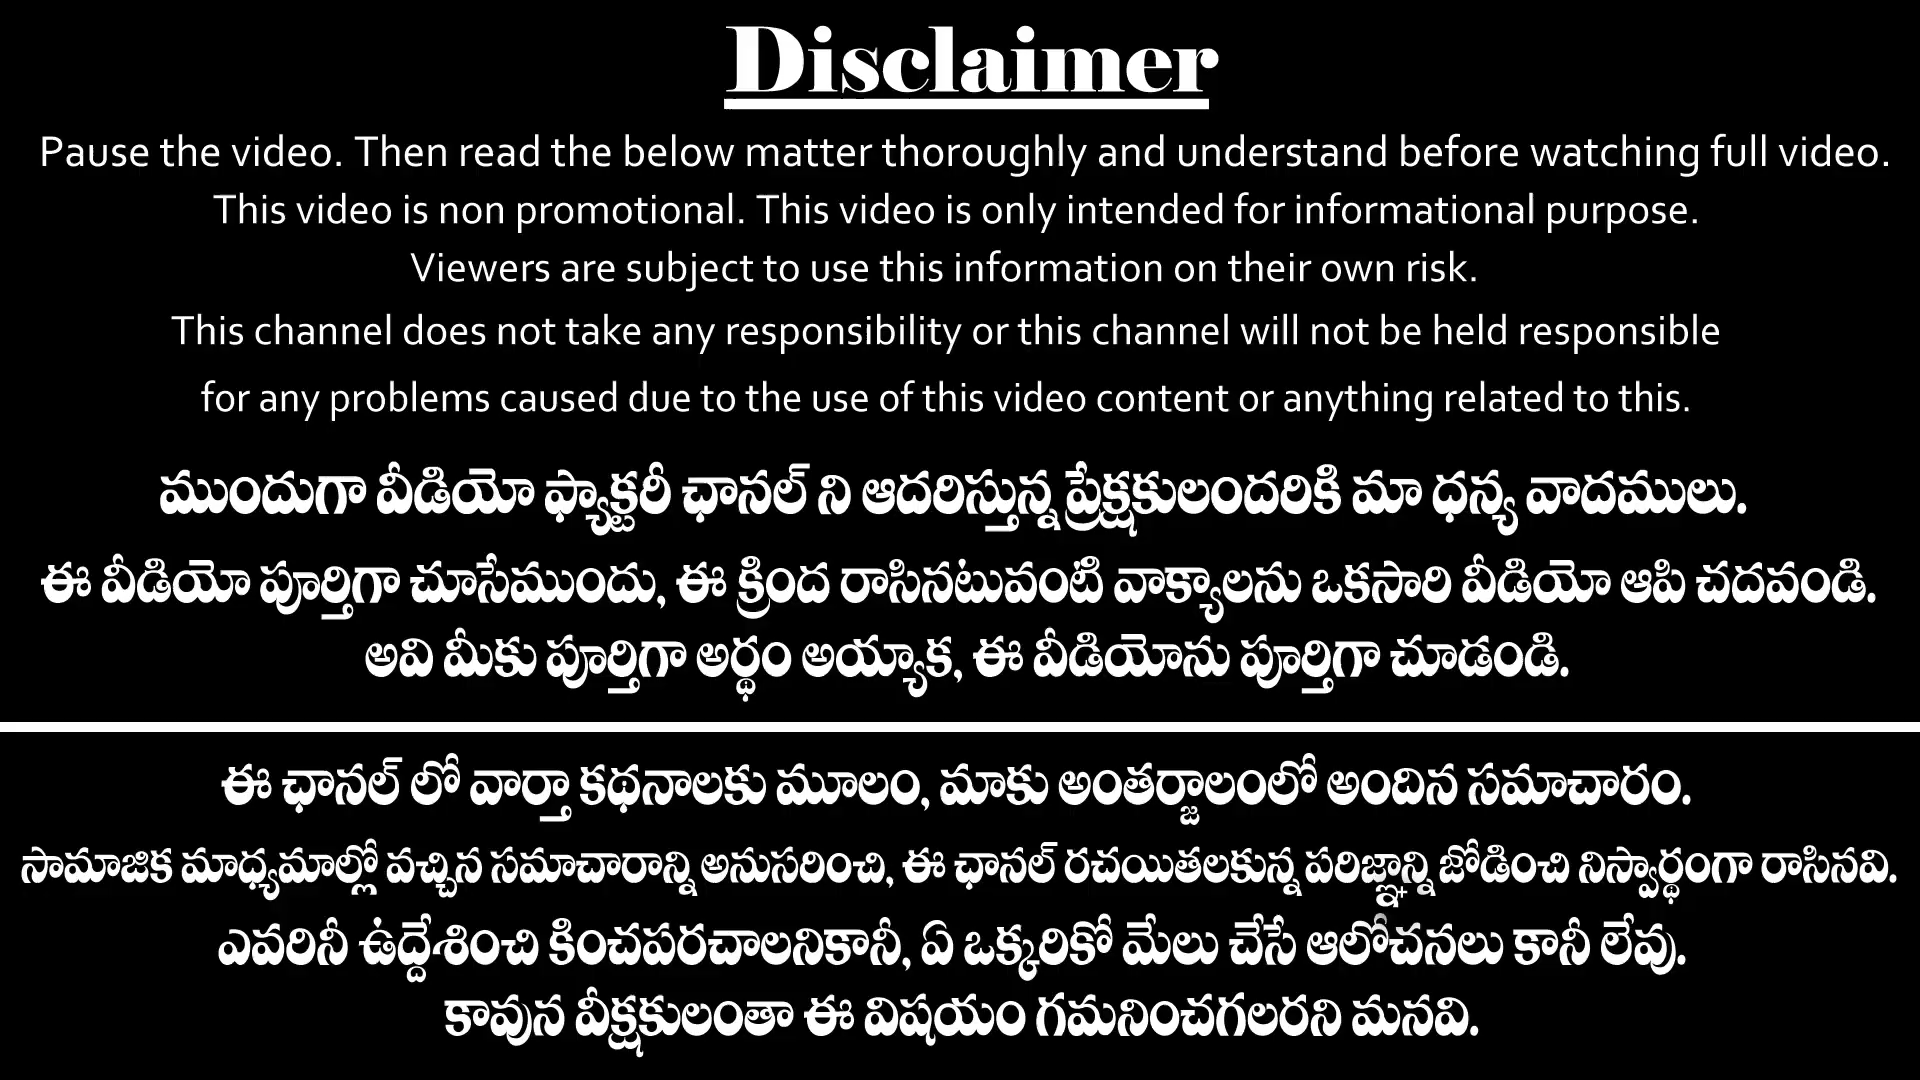 Disclaimer
Pause the video. Then read the below matter thoroughly and understand before watching full video.
This video is non promotional. This video is only intended for informational purpose.
Viewers are subject to use this information on their own risk.
This channel does not take any responsibility or this channel will not be held responsible
for any problems caused due to the use of this video content or anything related to this.
ముందుగా వీడియో ఫ్యాక్టరీ ఛానల్ ని ఆదరిస్తున్న ప్రేక్షకులందరికి మా ధన్య వాదములు.
ఈ వీడియో పూర్తిగా చూసేముందు, ఈ క్రింద రాసినటువంటి వాక్యాలను ఒకసారి వీడియో ఆపి చదవండి.
అవి మీకు పూర్తిగా అర్థం అయ్యాక, ఈ వీడియోను పూర్తిగా చూడండి.
ఈ ఛానల్ లో వార్తా కథనాలకు మూలం, మాకు అంతర్జాలంలో అందిన సమాచారం.
సామాజిక మాధ్యమాల్లో వచ్చిన సమాచారాన్ని అనుసరించి, ఈ ఛానల్ రచయితలకున్న పరిజ్ఞాన్ని జోడించి నిస్వార్థంగా రాసినవి.
ఎవరినీ ఉద్దేశించి కించపరచాలనికానీ, ఏ ఒక్కరికో మేలు చేసే ఆలోచనలు కానీ లేవు.
కావున వీక్షకులంతా ఈ విషయం గమనించగలరని మనవి.